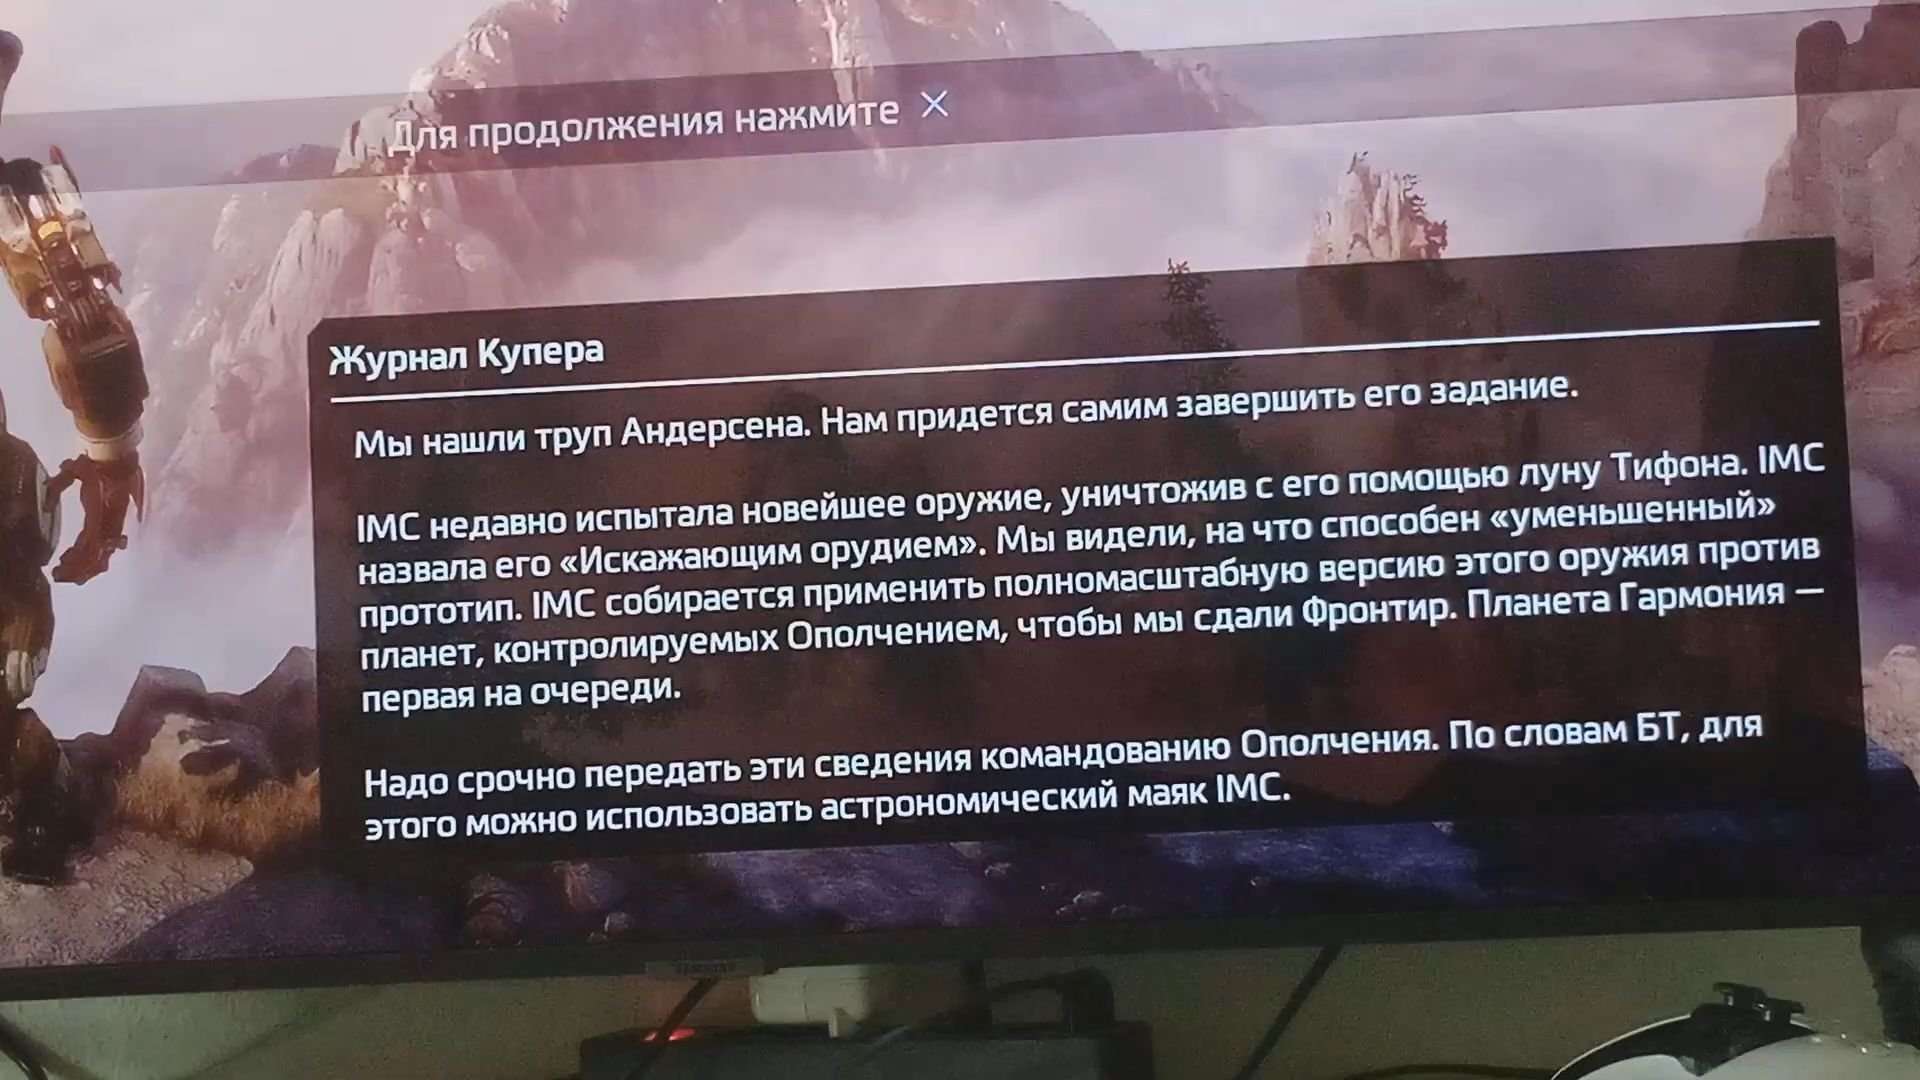 Для продолжения нажмите ×
Журнал Купера
Мы нашли труп Андерсена. Нам придется самим завершить его задание.
IMC недавно испытала новейшее оружие, уничтожив с его помощью луну Тифона. IMC
назвала его «Искажающим орудием». Мы видели, на что способен «уменьшенный»
прототип. IMC собирается применить полномасштабную версию этого оружия против
планет, контролируемых Ополчением, чтобы мы сдали Фронтир. Планета Гармония —
первая на очереди.
Надо срочно передать эти сведения командованию Ополчения. По словам БТ, для
этого можно использовать астрономический маяк IMC.